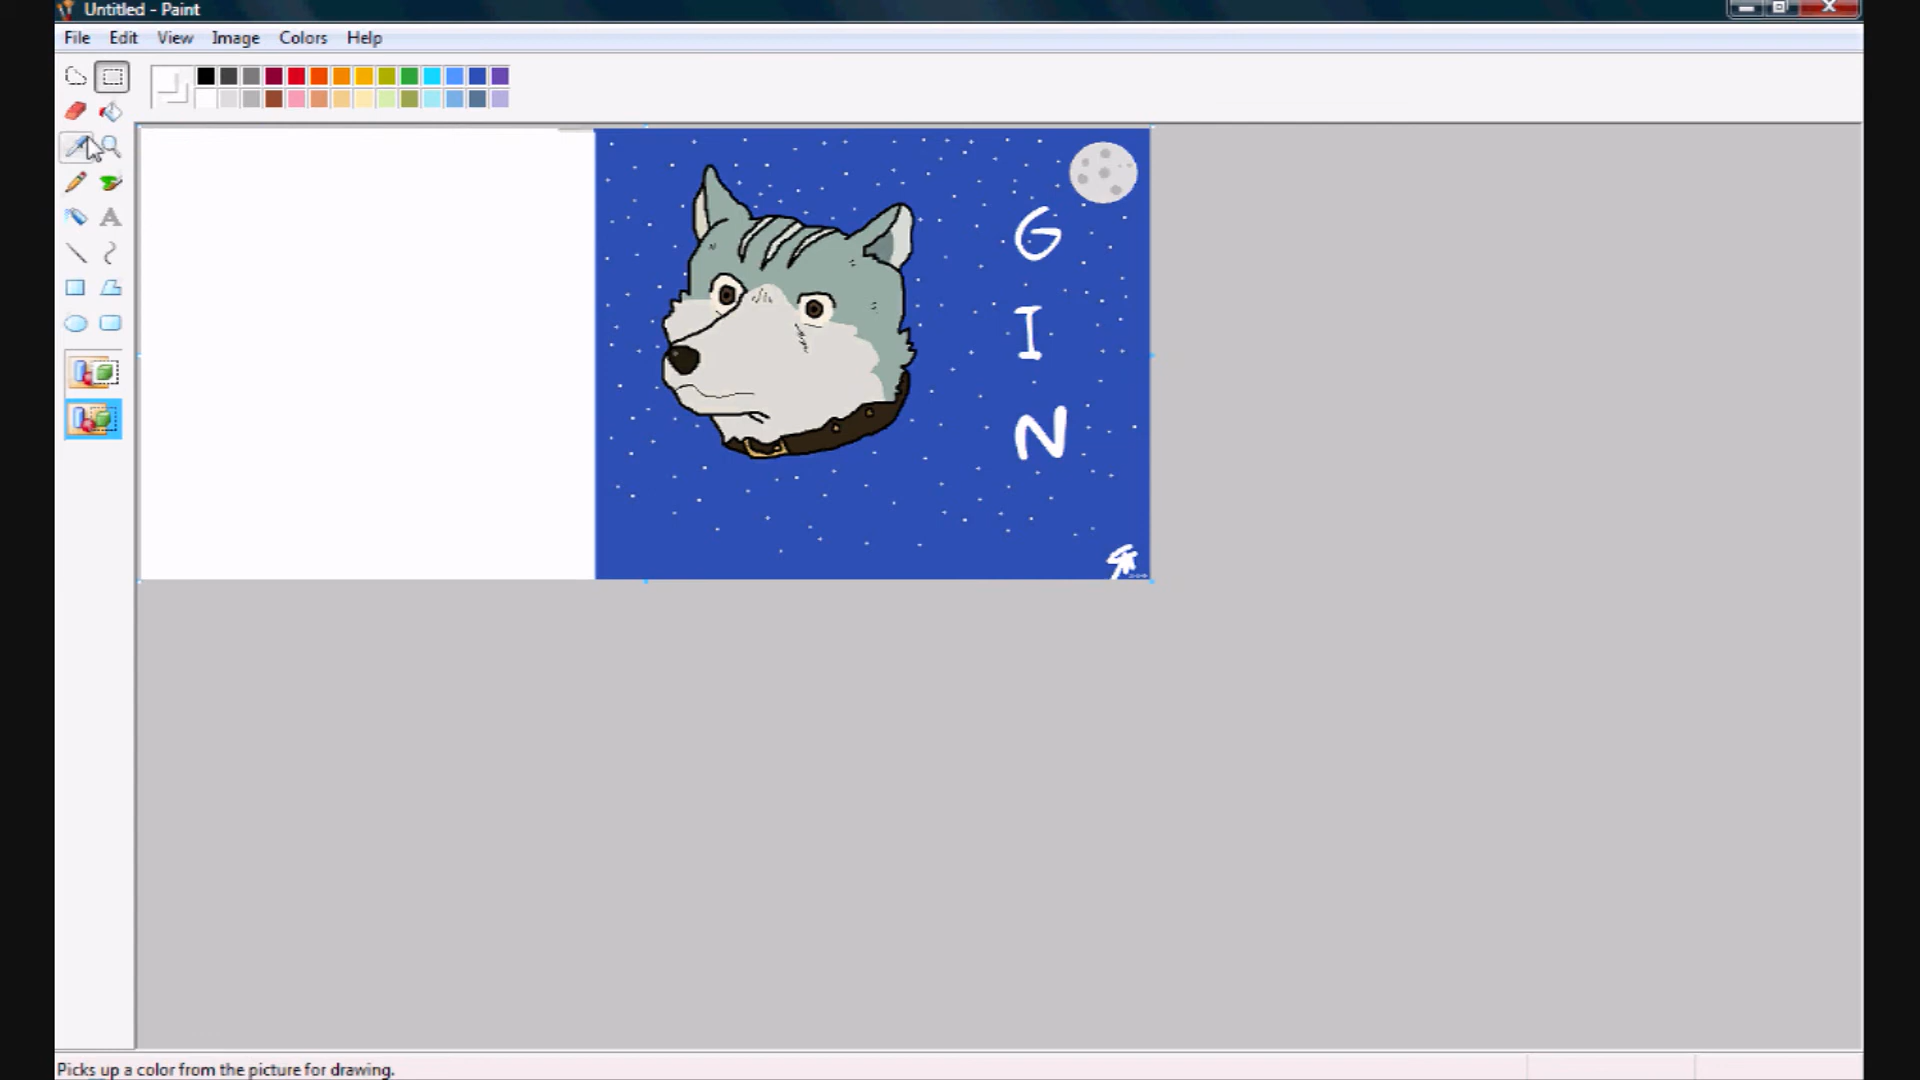 Untitled - Paint
File Edit View Image Colors Help
A
G
I
N
Picks up a color from the picture for drawing.